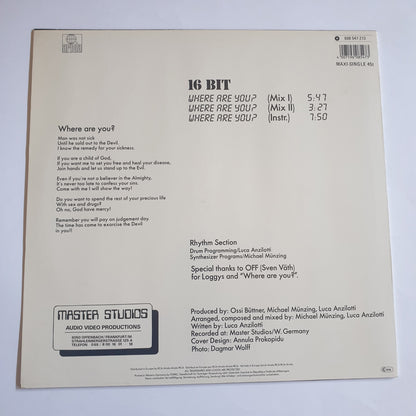 ARIOLA
608 547 213
MAXI-SINGLE 45t
16 BIT
WHERE ARE YOU? (Mix I) 5:47
WHERE ARE YOU? (Mix II) 3:27
WHERE ARE YOU? (Instr.) 7:50
Where are you?
Man was not sick
Until he sold out to the Devil.
I know the remedy for your sickness.
If you are a child of God,
If you want me to set you free and heal your disease,
Join hands and let us stand up to the Evil.
Even if you're not a believer in the Almighty,
It's never too late to confess your sins.
Come with me I will show the way!
Do you want to spend the rest of your precious life
With sex and drugs?
Oh no, God have mercy!
Remember you will pay on judgement day.
The time has come to exorcise the Devil
in you!!
Rhythm Section
Drum Programming/Luca Anzilotti
Synthesizer Programs/Michael Münzing
Special thanks to OFF (Sven Väth)
for Loggys and "Where are you?".
MASTER STUDIOS
AUDIO VIDEO PRODUCTIONS
6050 OFFENBACH/FRANKFURT/M.
STRAHLENBERGERSTRASSE 125 A
Produced by: Ossi Büttner, Michael Münzing, Luca Anzilotti
Arranged, composed and mixed by: Michael Münzing, Luca Anzilotti
Written by: Luca Anzilotti
Recorded at: Master Studios/W. Germany
Cover Design: Annula Prokopidu
Photo: Dagmar Wolff